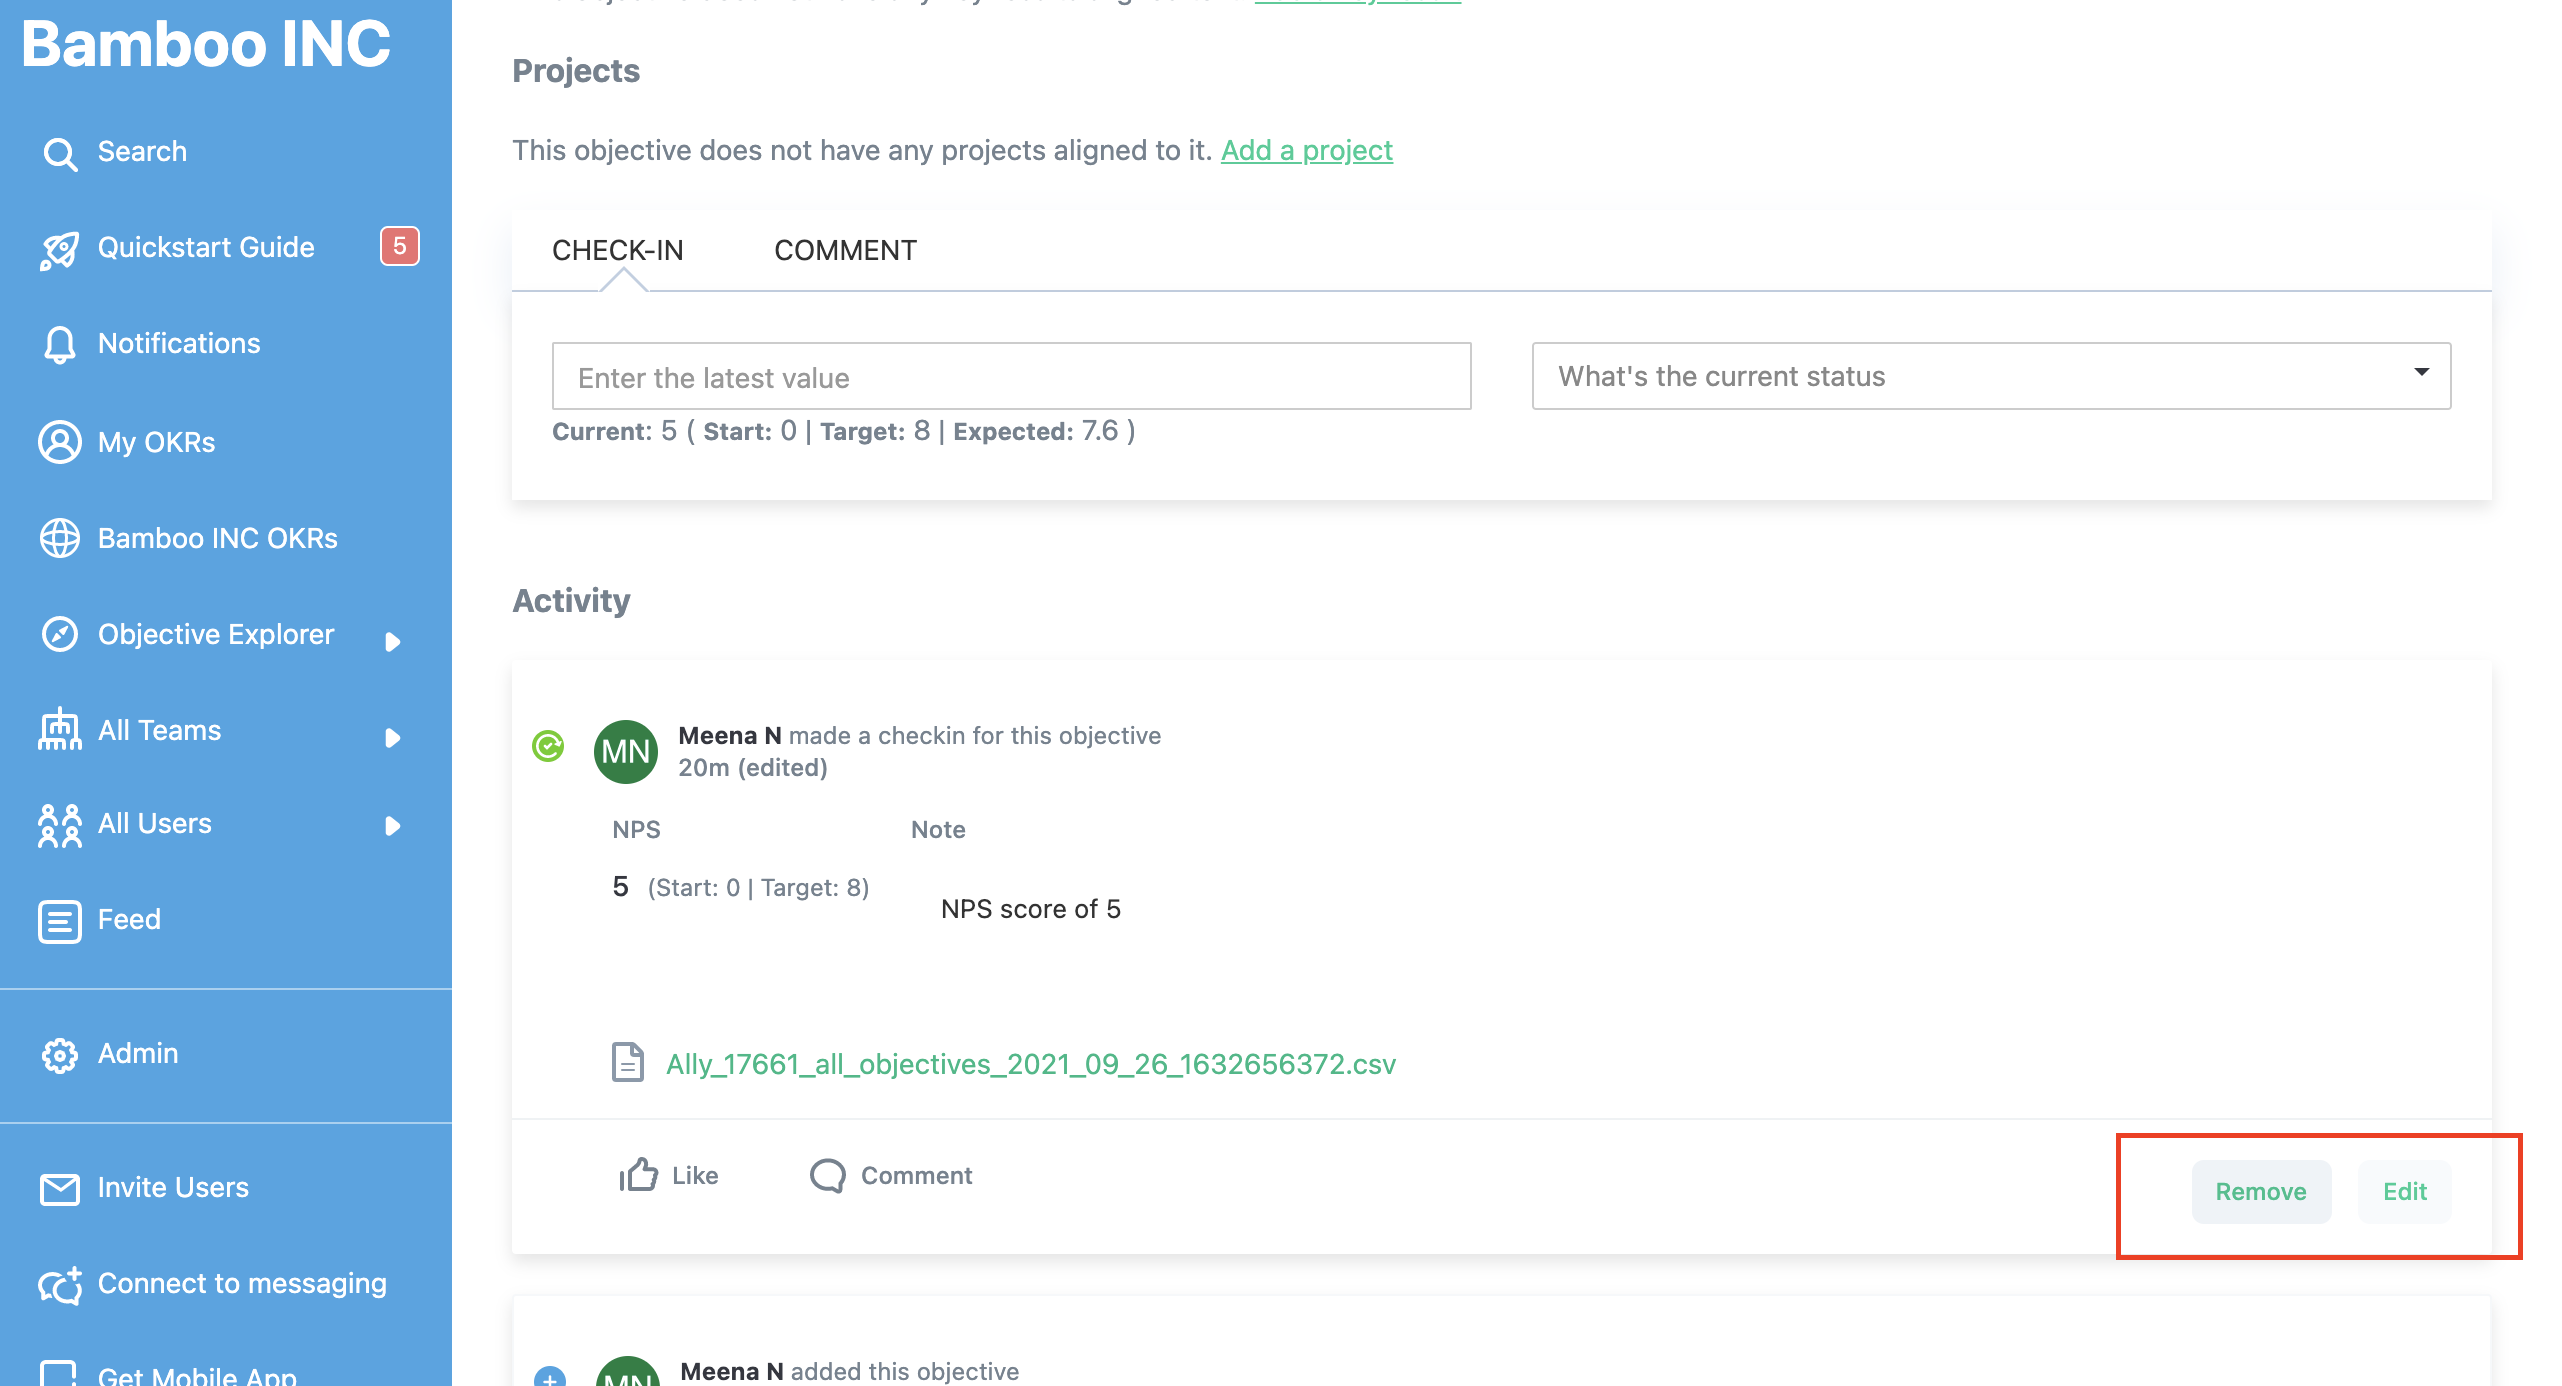 Bamboo INC
Search
Quickstart Guide 5
Notifications
My OKRs
Bamboo INC OKRs
Objective Explorer
All Teams
All Users
Feed
Admin
Invite Users
Connect to messaging
Get Mobile App
Projects
This objective does not have any projects aligned to it. Add a project
CHECK-IN COMMENT
Enter the latest value
What's the current status
Current: 5 ( Start: 0 | Target: 8 | Expected: 7.6 )
Activity
MN
Meena N made a checkin for this objective
20m (edited)
NPS Note
5 (Start: 0 | Target: 8)
NPS score of 5
Ally_17661_all_objectives_2021_09_26_1632656372.csv
Like Comment
Remove Edit
MN
Meena N added this objective